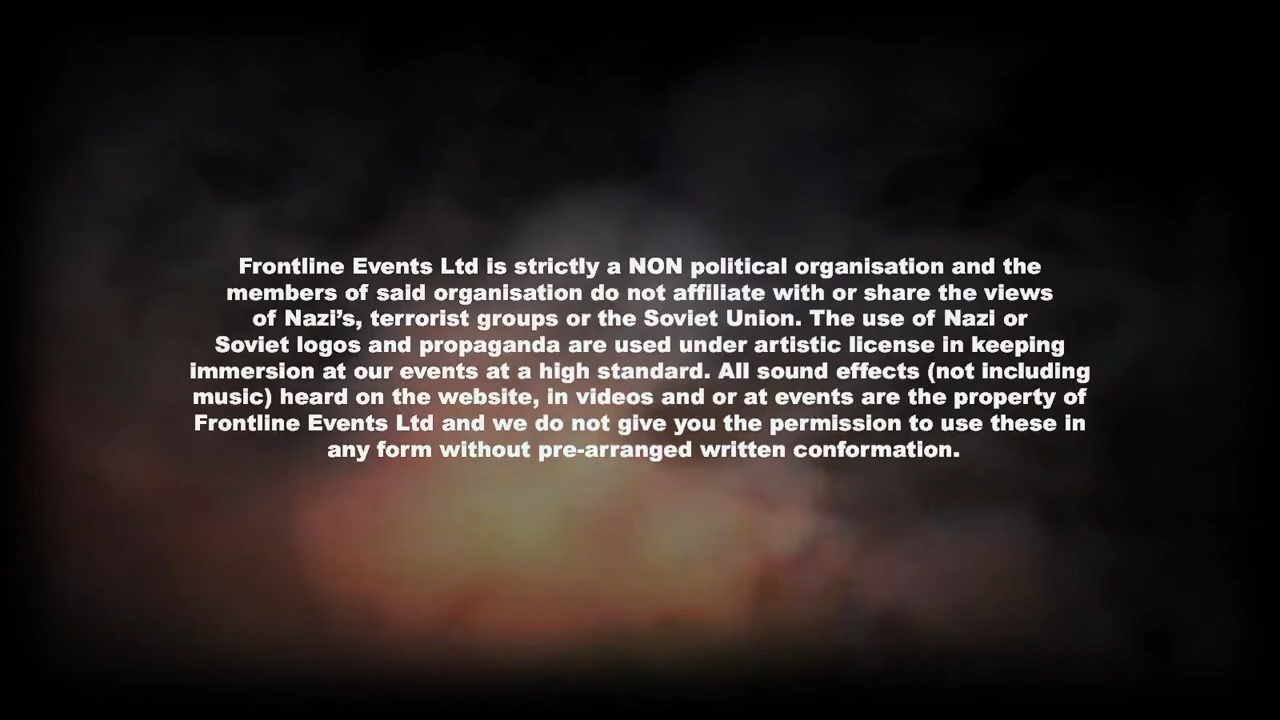 Frontline Events Ltd is strictly a NON political organisation and the
members of said organisation do not affiliate with or share the views
of Nazi’s, terrorist groups or the Soviet Union. The use of Nazi or
Soviet logos and propaganda are used under artistic license in keeping
immersion at our events at a high standard. All sound effects (not including
music) heard on the website, in videos and or at events are the property of
Frontline Events Ltd and we do not give you the permission to use these in
any form without pre-arranged written conformation.